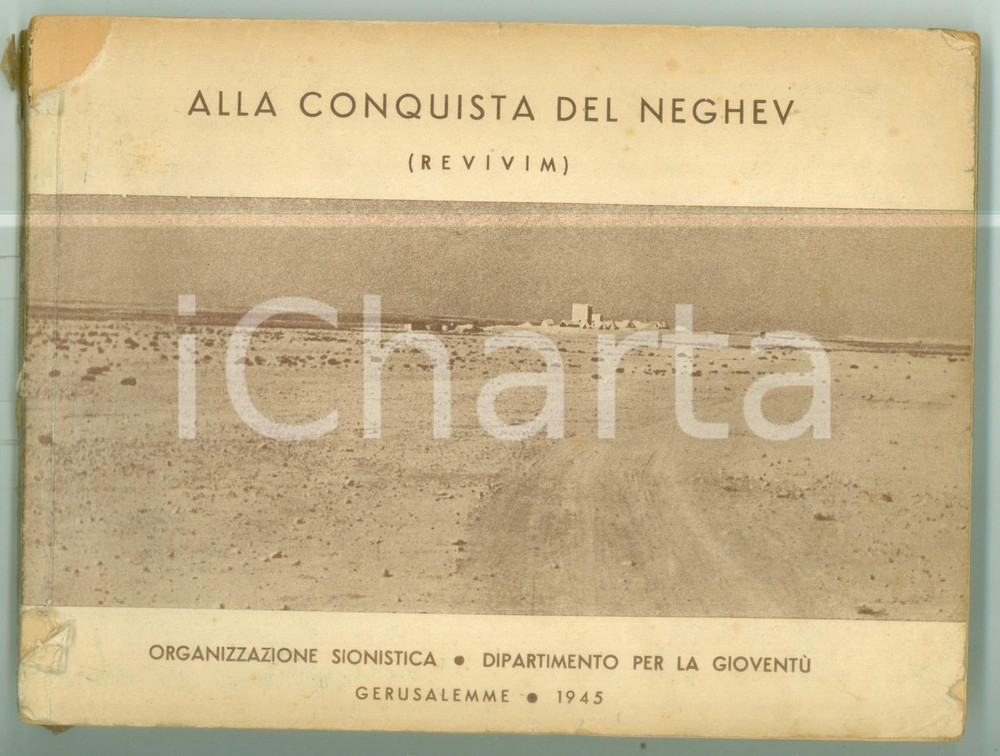 ALLA CONQUISTA DEL NEGHEV
(REVIVIM)
iCharta
ORGANIZZAZIONE SIONISTICA ● DIPARTIMENTO PER LA GIOVENTÙ
GERUSALEMME ● 1945